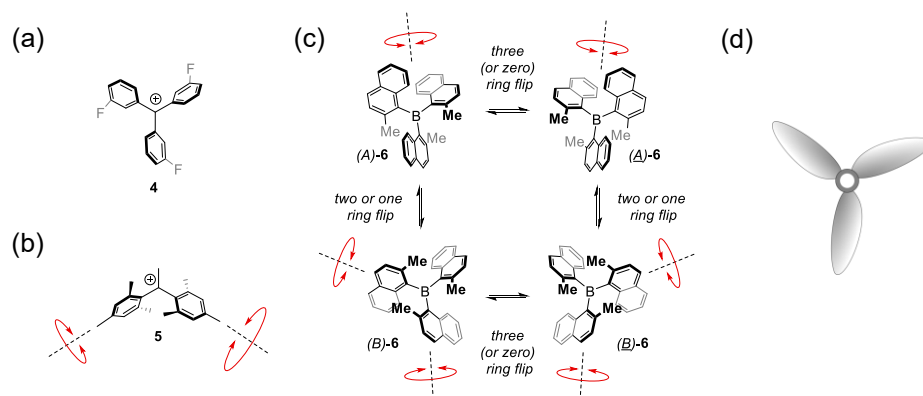 (a)
F
F
F
⊕
4
(b)
⊕
5
(c)
three
(or zero)
ring flip
B
Me
Me
Me
(A)-6
B
Me
Me
Me
(A)-6
two or one
ring flip
two or one
ring flip
Me
B
Me
Me
(B)-6
three
(or zero)
ring flip
Me
B
Me
Me
(B)-6
(d)